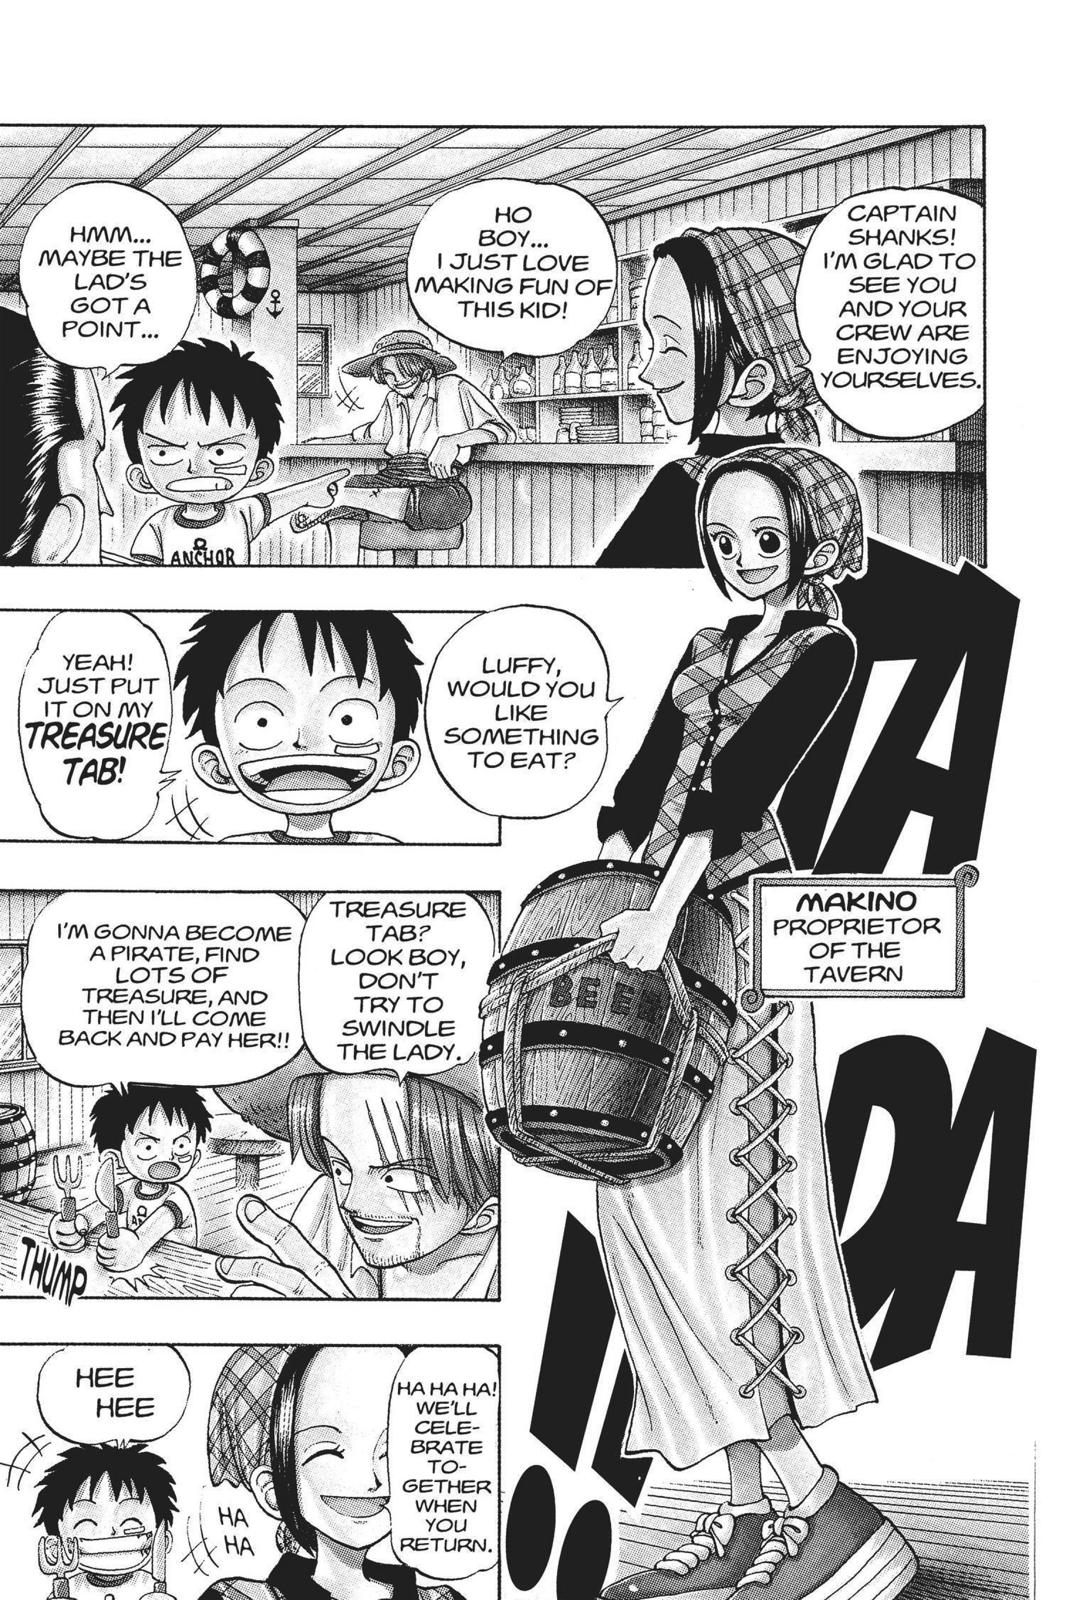 CAPTAIN
SHANKS!
I'M GLAD TO
SEE YOU
AND YOUR
CREW ARE
ENJOYING
YOURSELVES.
HO
BOY...
I JUST LOVE
MAKING FUN OF
THIS KID!
HMM...
MAYBE THE
LAD'S
GOT A
POINT...
ANCHOR
TA
DA
!!
MAKINO
PROPRIETOR
OF THE
TAVERN
BEER
LUFFY,
WOULD YOU
LIKE
SOMETHING
TO EAT?
YEAH!
JUST PUT
IT ON MY
TREASURE
TAB!
TREASURE
TAB?
LOOK BOY,
DON'T
TRY TO
SWINDLE
THE LADY.
I'M GONNA BECOME
A PIRATE, FIND
LOTS OF
TREASURE, AND
THEN I'LL COME
BACK AND PAY HER!!
THUMP
HA HA HA!
WE'LL
CELE-
BRATE
TO-
GETHER
WHEN
YOU
RETURN.
HA
HA
HEE
HEE